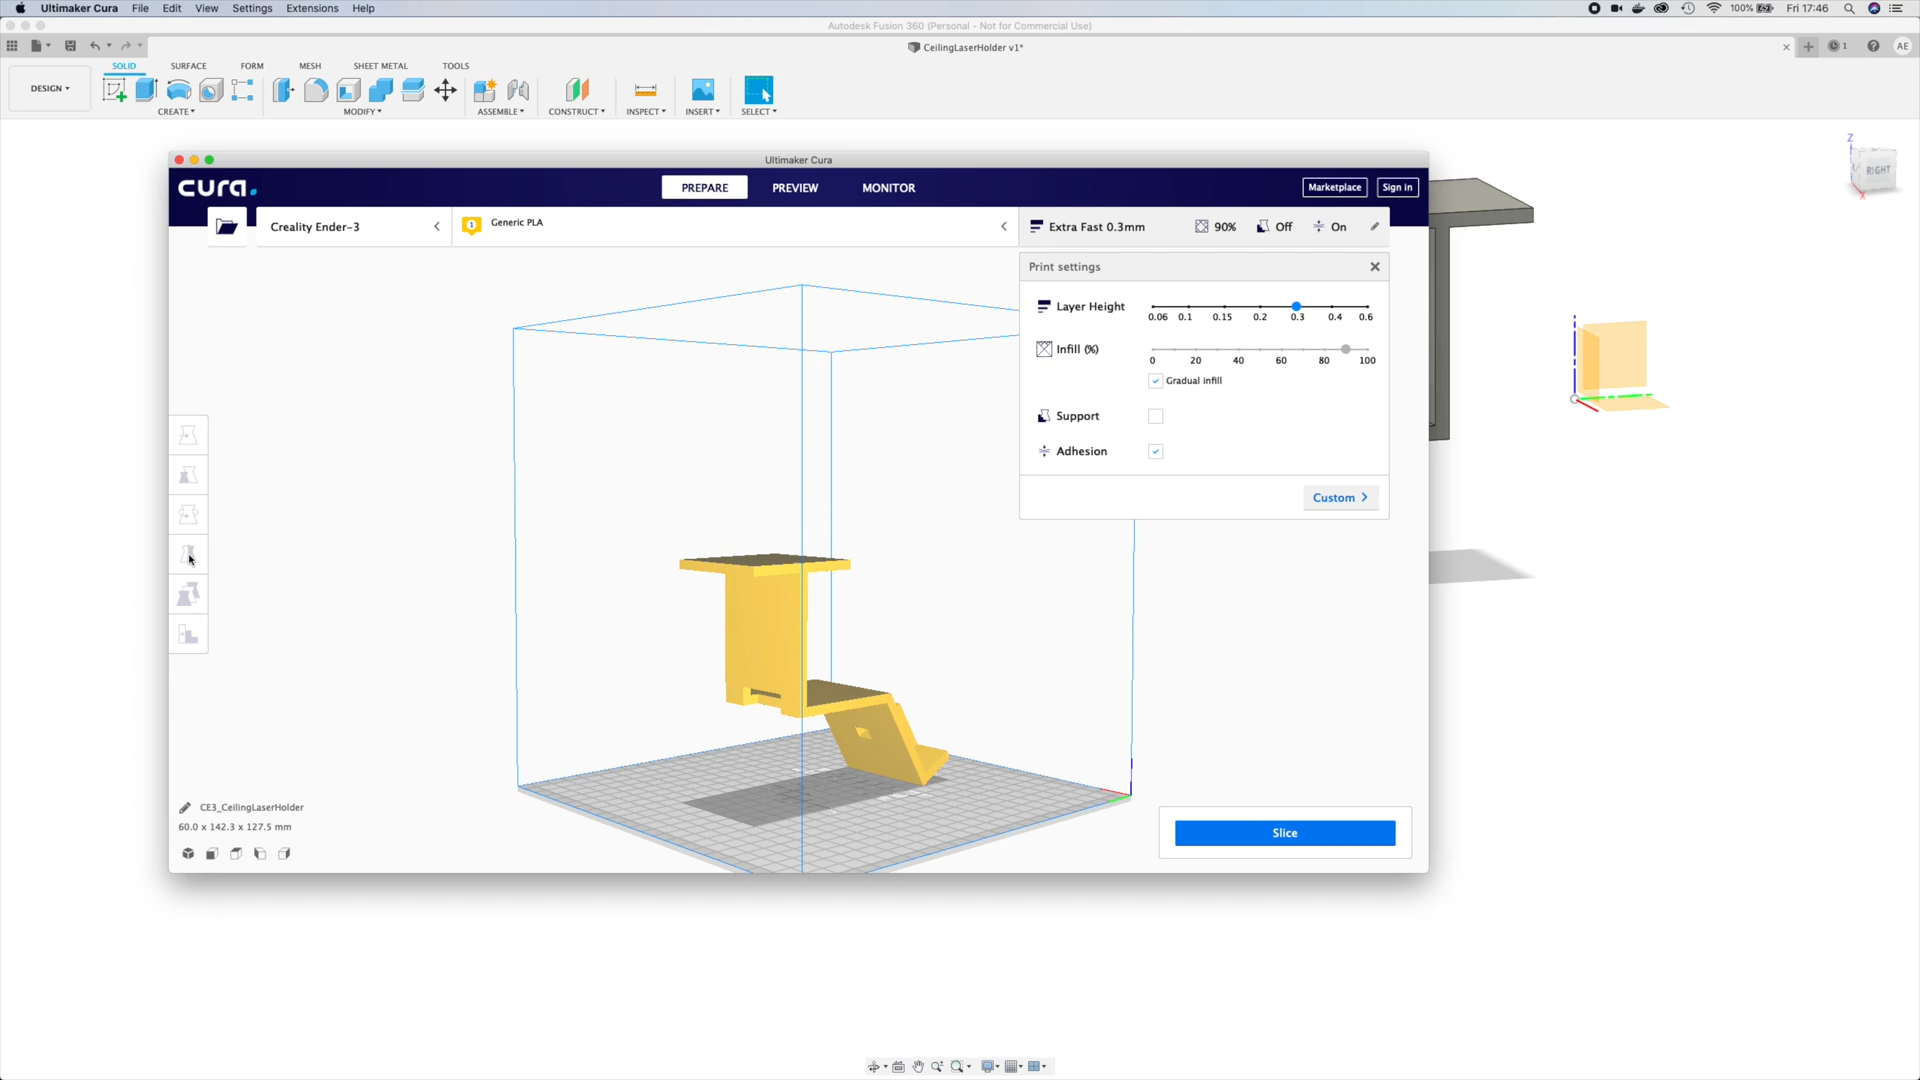 Ultimaker Cura File Edit View Settings Extensions Help 100% Fri 17:46
Autodesk Fusion 360 (Personal - Not for Commercial Use)
CeilingLaserHolder v1* 1 AE
SOLID SURFACE FORM MESH SHEET METAL TOOLS
DESIGN
CREATE MODIFY ASSEMBLE CONSTRUCT INSPECT INSERT SELECT
Z
RIGHT
X
Ultimaker Cura
cura. PREPARE PREVIEW MONITOR Marketplace Sign in
Creality Ender-3 1 Generic PLA Extra Fast 0.3mm 90% Off On
Print settings
Layer Height
0.06 0.1 0.15 0.2 0.3 0.4 0.6
Infill (%)
0 20 40 60 80 100
Gradual infill
Support
Adhesion
Custom
CE3_CeilingLaserHolder
60.0 x 142.3 x 127.5 mm
Slice